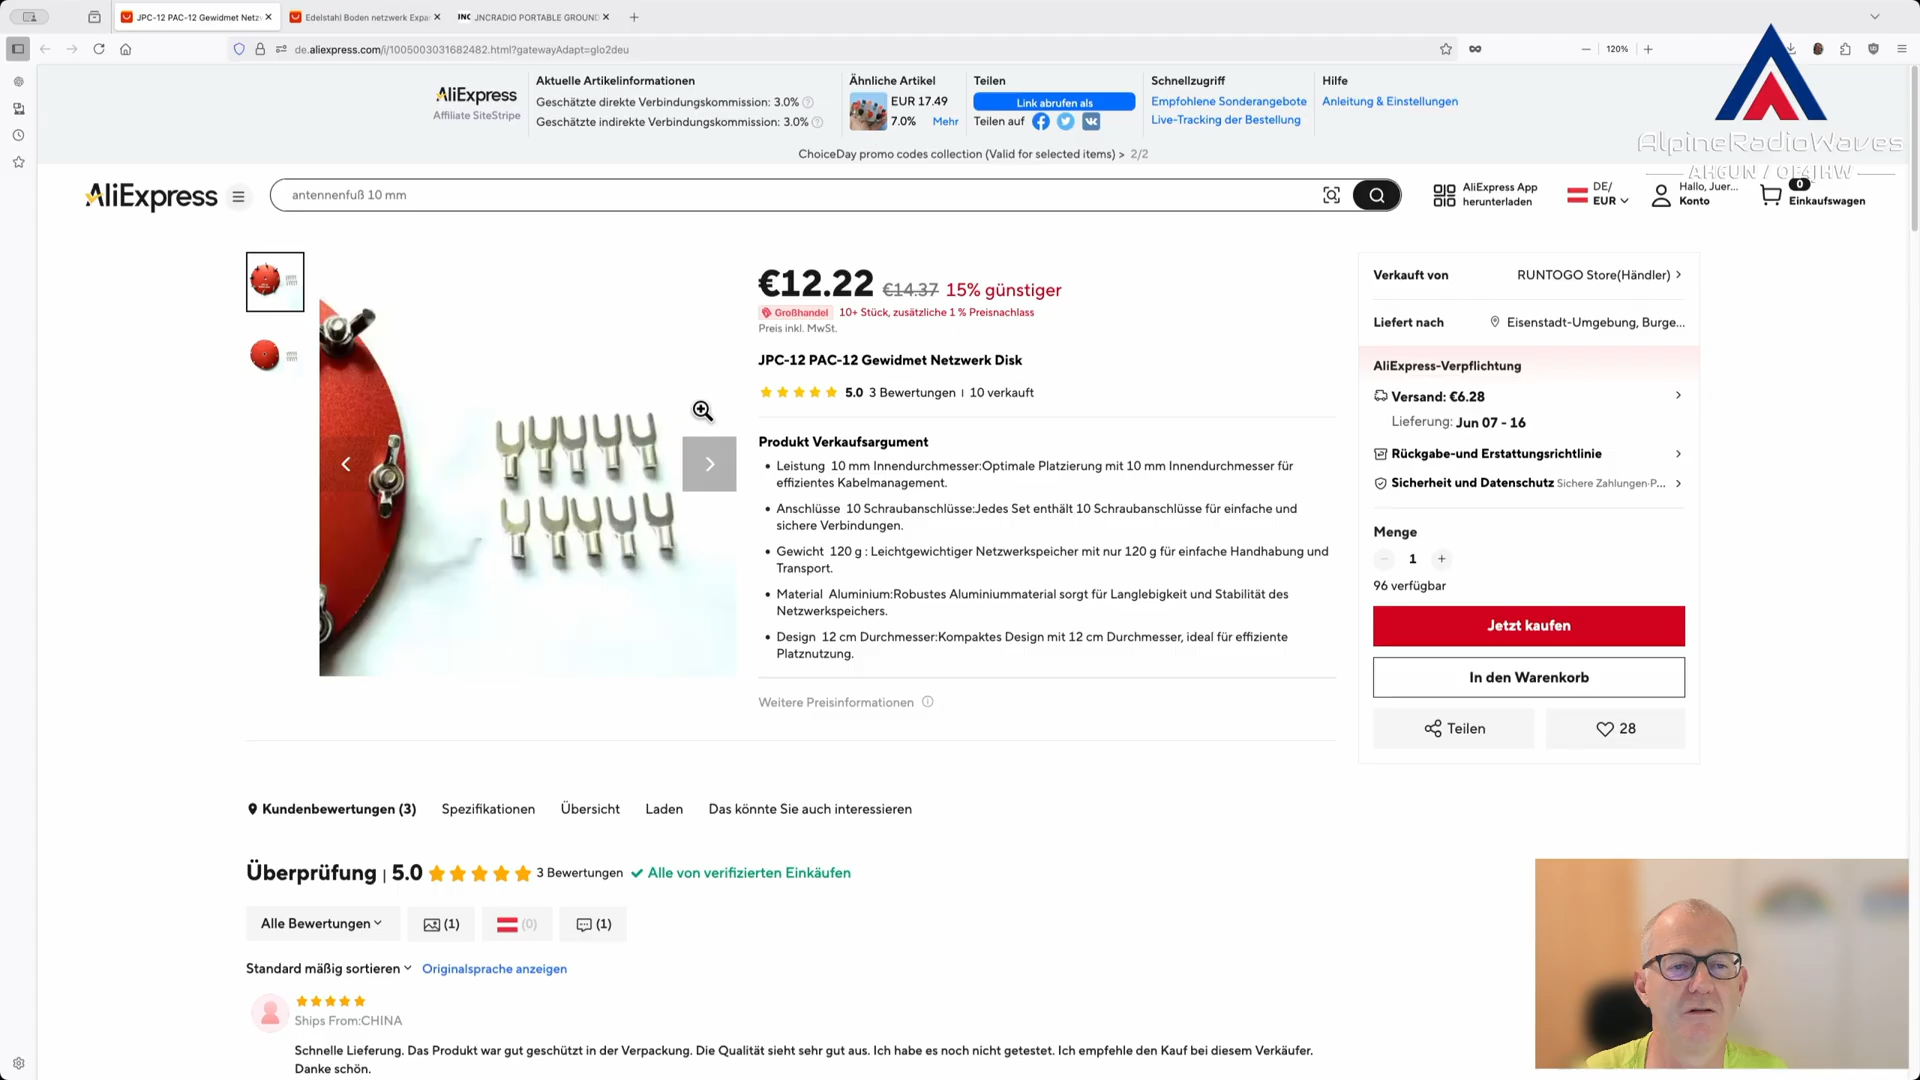 JPC-12 PAC-12 Gewidmet Netz
Edelstahl Boden netzwerk Expa
JNC JNCRADIO PORTABLE GROUND
de.aliexpress.com/i/1005003031682482.html?gatewayAdapt=glo2deu
120%
AliExpress
Affiliate SiteStripe
Aktuelle Artikelinformationen
Geschätzte direkte Verbindungskommission: 3.0%
Geschätzte indirekte Verbindungskommission: 3.0%
Ähnliche Artikel
EUR 17.49
7.0% Mehr
Teilen
Link abrufen als
Teilen auf
Schnellzugriff
Empfohlene Sonderangebote
Live-Tracking der Bestellung
Hilfe
Anleitung & Einstellungen
AlpineRadioWaves
AH6UN / OE4JHW
ChoiceDay promo codes collection (Valid for selected items) > 2/2
AliExpress
antennenfuß 10 mm
AliExpress App
herunterladen
DE/
EUR
Hallo, Juer...
Konto
0
Einkaufswagen
€12.22 €14.37 15% günstiger
Großhandel 10+ Stück, zusätzliche 1 % Preisnachlass
Preis inkl. MwSt.
JPC-12 PAC-12 Gewidmet Netzwerk Disk
5.0 3 Bewertungen | 10 verkauft
Produkt Verkaufsargument
• Leistung 10 mm Innendurchmesser:Optimale Platzierung mit 10 mm Innendurchmesser für
effizientes Kabelmanagement.
• Anschlüsse 10 Schraubanschlüsse:Jedes Set enthält 10 Schraubanschlüsse für einfache und
sichere Verbindungen.
• Gewicht 120 g : Leichtgewichtiger Netzwerkspeicher mit nur 120 g für einfache Handhabung und
Transport.
• Material Aluminium:Robustes Aluminiummaterial sorgt für Langlebigkeit und Stabilität des
Netzwerkspeichers.
• Design 12 cm Durchmesser:Kompaktes Design mit 12 cm Durchmesser, ideal für effiziente
Platznutzung.
Weitere Preisinformationen
Verkauft von RUNTOGO Store(Händler)
Liefert nach Eisenstadt-Umgebung, Burge...
AliExpress-Verpflichtung
Versand: €6.28
Lieferung: Jun 07 - 16
Rückgabe-und Erstattungsrichtlinie
Sicherheit und Datenschutz Sichere Zahlungen·P...
Menge
− 1 +
96 verfügbar
Jetzt kaufen
In den Warenkorb
Teilen
28
Kundenbewertungen (3) Spezifikationen Übersicht Laden Das könnte Sie auch interessieren
Überprüfung | 5.0 3 Bewertungen Alle von verifizierten Einkäufen
Alle Bewertungen (1) (0) (1)
Standard mäßig sortieren Originalsprache anzeigen
Ships From:CHINA
Schnelle Lieferung. Das Produkt war gut geschützt in der Verpackung. Die Qualität sieht sehr gut aus. Ich habe es noch nicht getestet. Ich empfehle den Kauf bei diesem Verkäufer.
Danke schön.